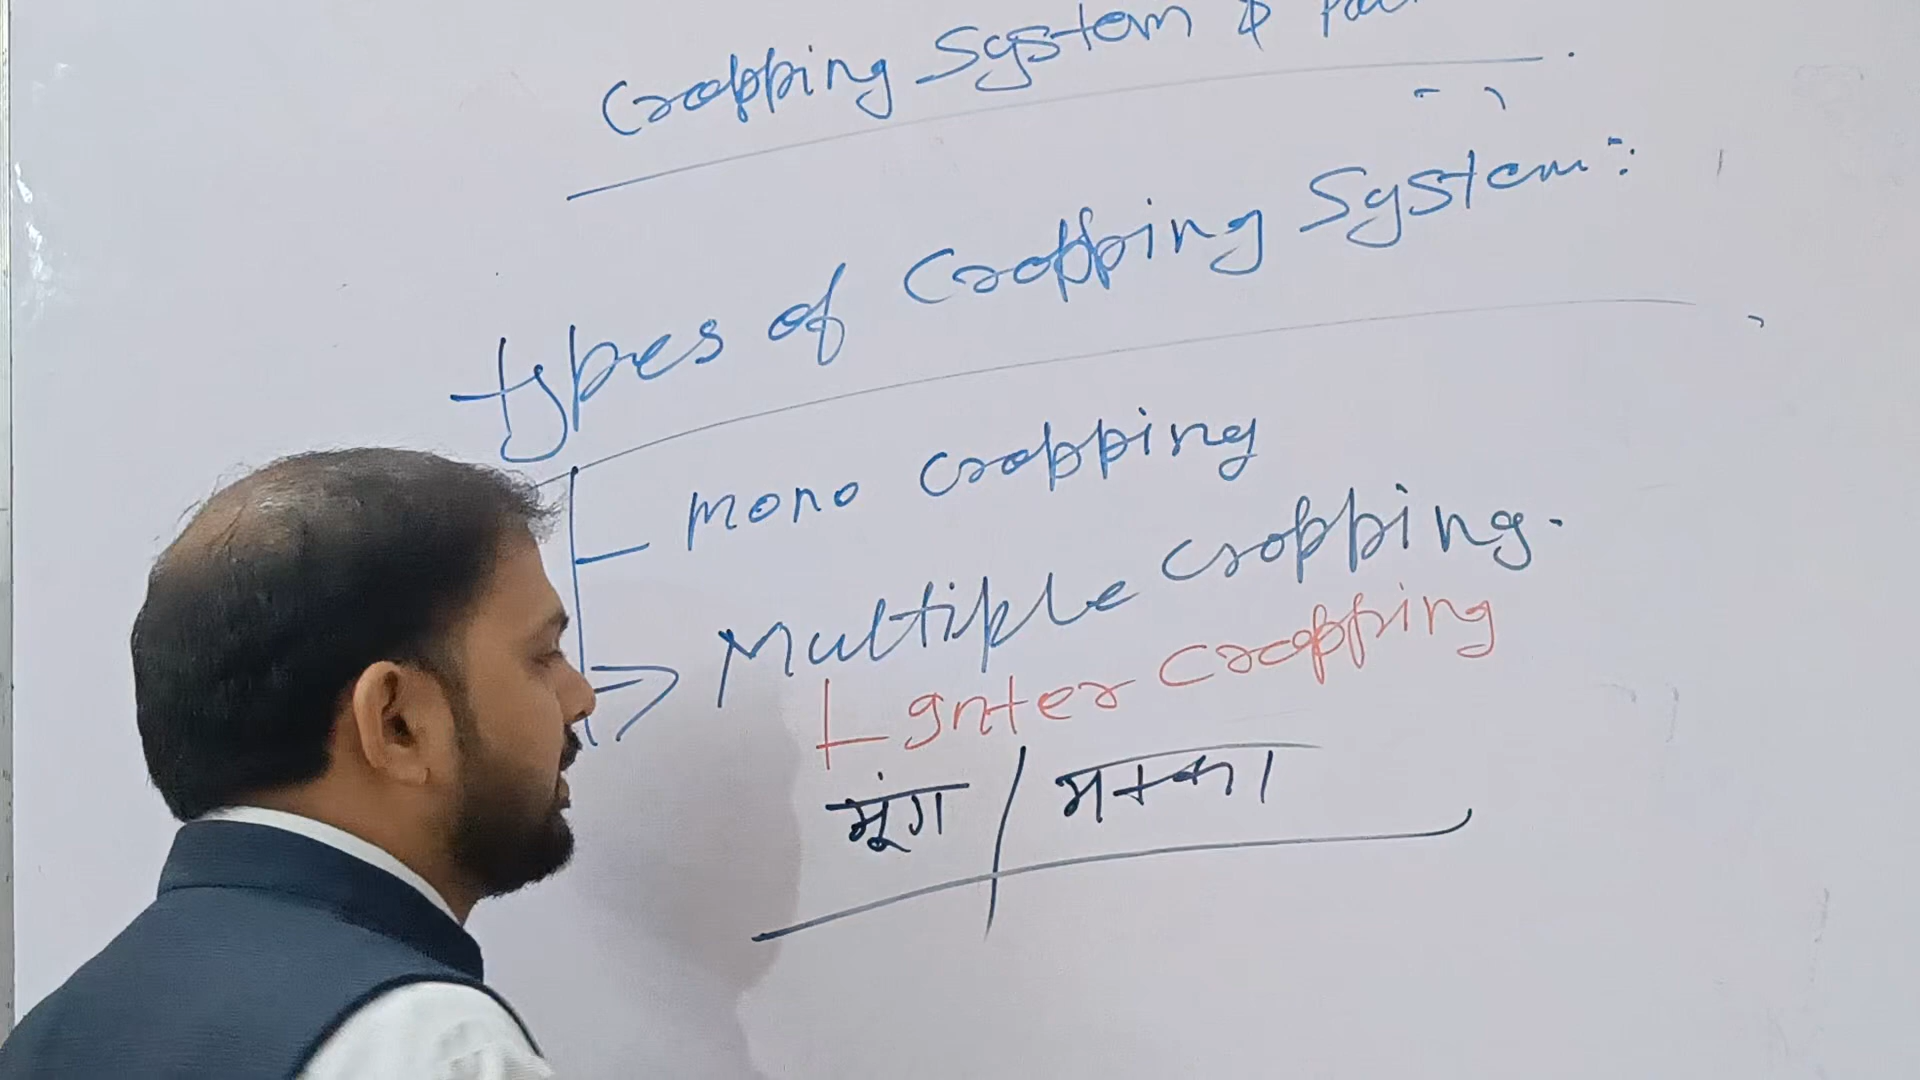 Cropping System &
Types of Cropping System:
Mono Cropping
Multiple Cropping.
Inter Cropping
मूंग / मक्का